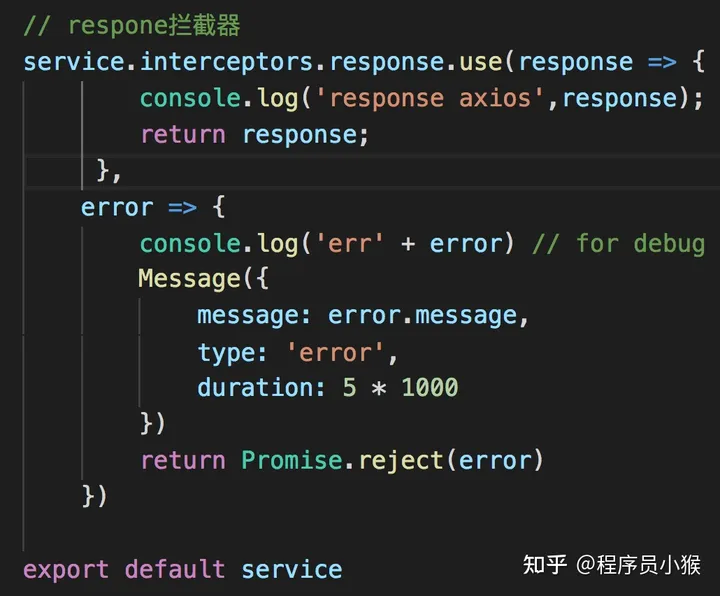 // respone拦截器
service.interceptors.response.use(response => {
console.log('response axios',response);
return response;
},
error => {
console.log('err' + error) // for debug
Message({
message: error.message,
type: 'error',
duration: 5 * 1000
})
return Promise.reject(error)
})
export default service
知乎 @程序员小猴